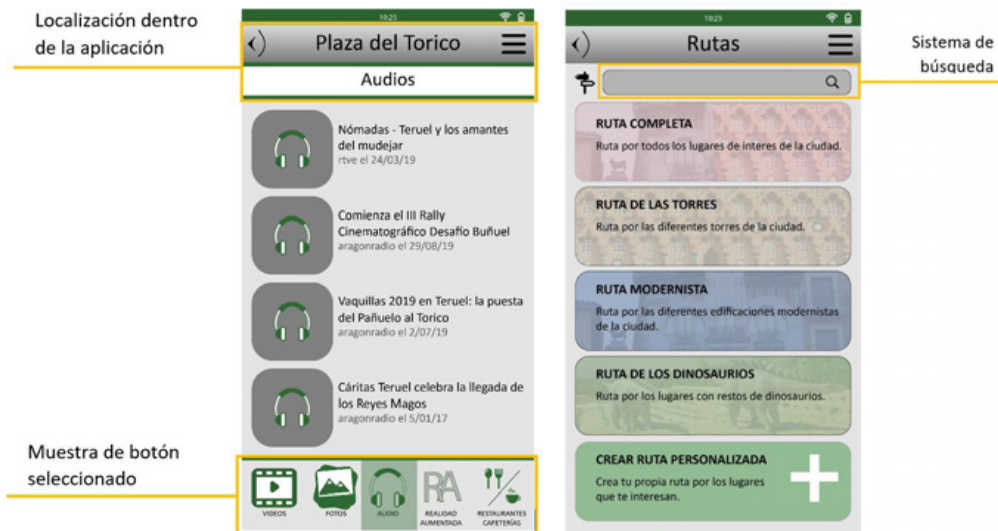 Localización dentro
de la aplicación
10:25
Plaza del Torico
Audios
Nómadas - Teruel y los amantes
del mudejar
rtve el 24/03/19
Comienza el III Rally
Cinematográfico Desafío Buñuel
aragonradio el 29/08/19
Vaquillas 2019 en Teruel: la puesta
del Pañuelo al Torico
aragonradio el 2/07/19
Cáritas Teruel celebra la llegada de
los Reyes Magos
aragonradio el 5/01/17
Muestra de botón
seleccionado
VIDEOS
FOTOS
AUDIO
RA
REALIDAD
AUMENTADA
RESTAURANTES
CAFETERÍAS
10:25
Rutas
Sistema de
búsqueda
RUTA COMPLETA
Ruta por todos los lugares de interes de la ciudad.
RUTA DE LAS TORRES
Ruta por las diferentes torres de la ciudad.
RUTA MODERNISTA
Ruta por las diferentes edificaciones modernistas
de la ciudad.
RUTA DE LOS DINOSAURIOS
Ruta por los lugares con restos de dinosaurios.
CREAR RUTA PERSONALIZADA
Crea tu propia ruta por los lugares
que te interesan.